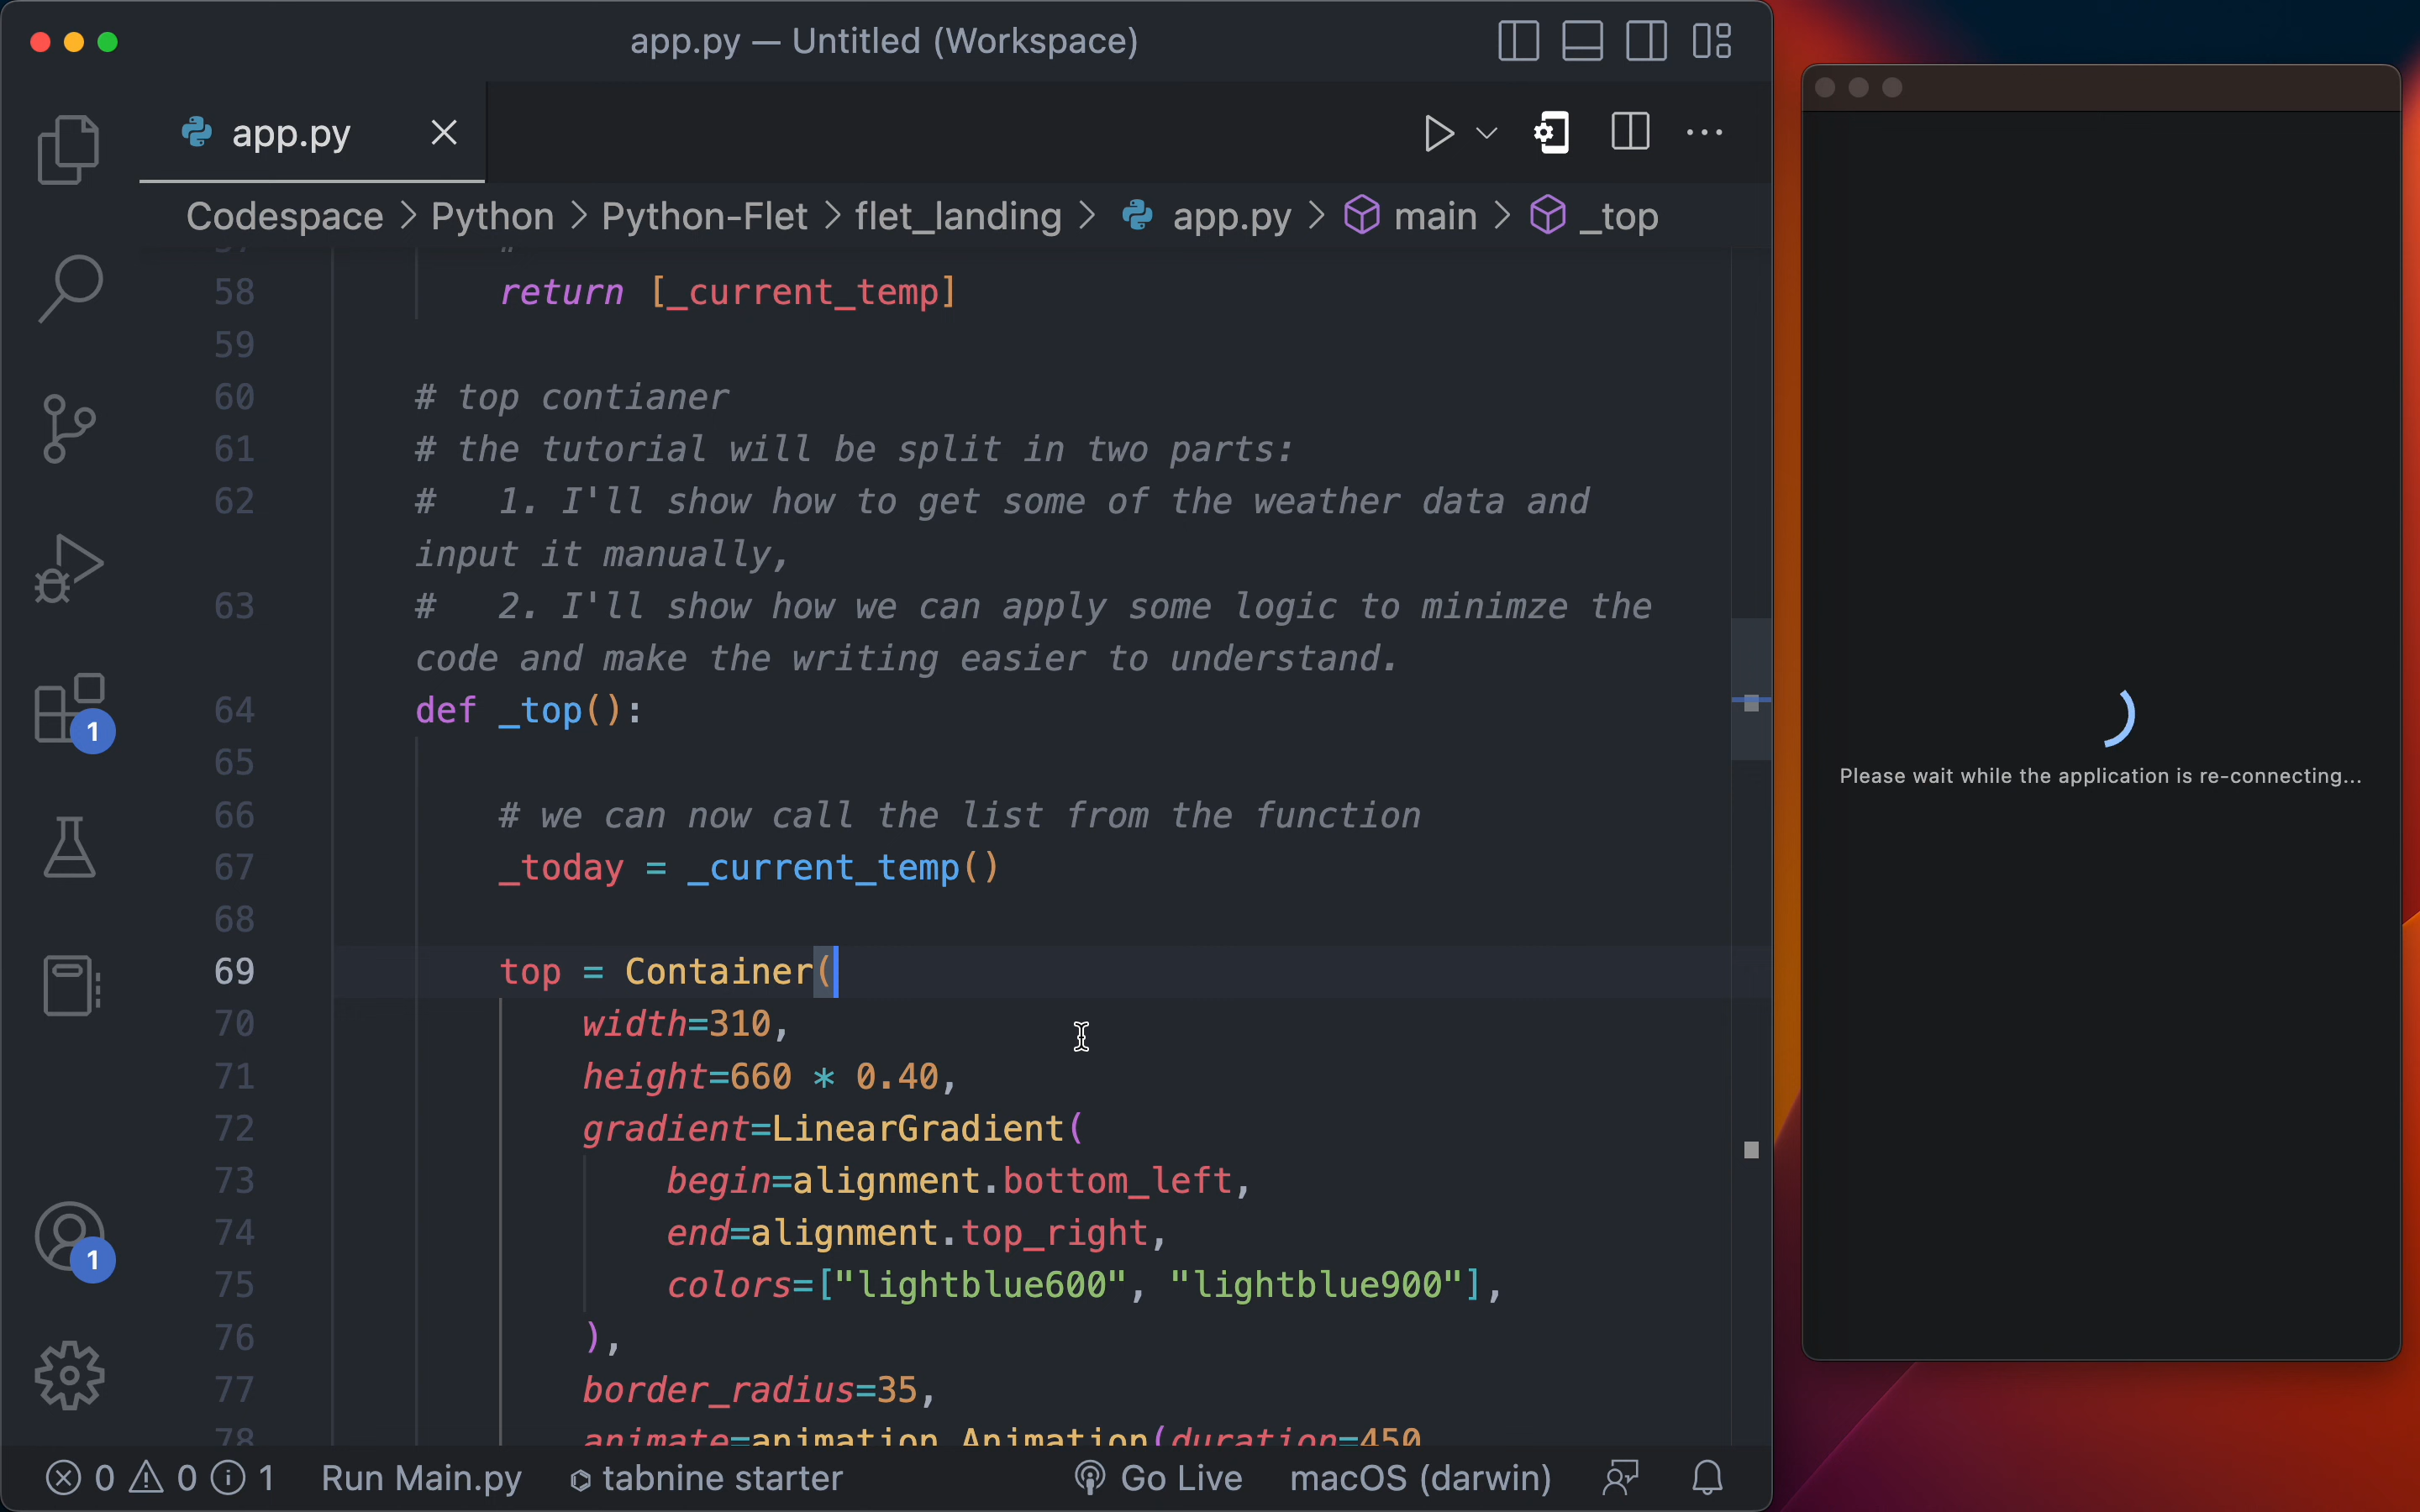 app.py — Untitled (Workspace)
app.py
Codespace > Python > Python-Flet > flet_landing > app.py > main > _top
58 return [_current_temp]
59
60 # top contianer
61 # the tutorial will be split in two parts:
62 #   1. I'll show how to get some of the weather data and
input it manually,
63 #   2. I'll show how we can apply some logic to minimze the
code and make the writing easier to understand.
64 def _top():
65
66 # we can now call the list from the function
67 _today = _current_temp()
68
69 top = Container(
70 width=310,
71 height=660 * 0.40,
72 gradient=LinearGradient(
73 begin=alignment.bottom_left,
74 end=alignment.top_right,
75 colors=["lightblue600", "lightblue900"],
76 ),
77 border_radius=35,
78 animate=animation.Animation(duration=450
1
1
0 0 1 Run Main.py tabnine starter Go Live macOS (darwin)
Please wait while the application is re-connecting...